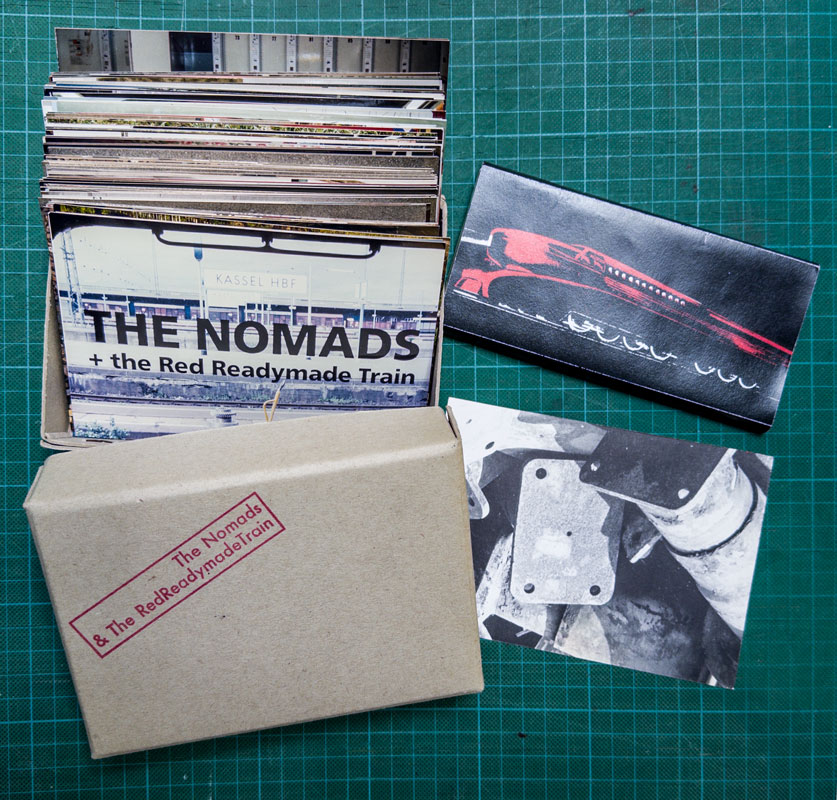 KASSEL HBF
THE NOMADS
+ the Red Readymade Train
The Nomads
& The RedReadymadeTrain